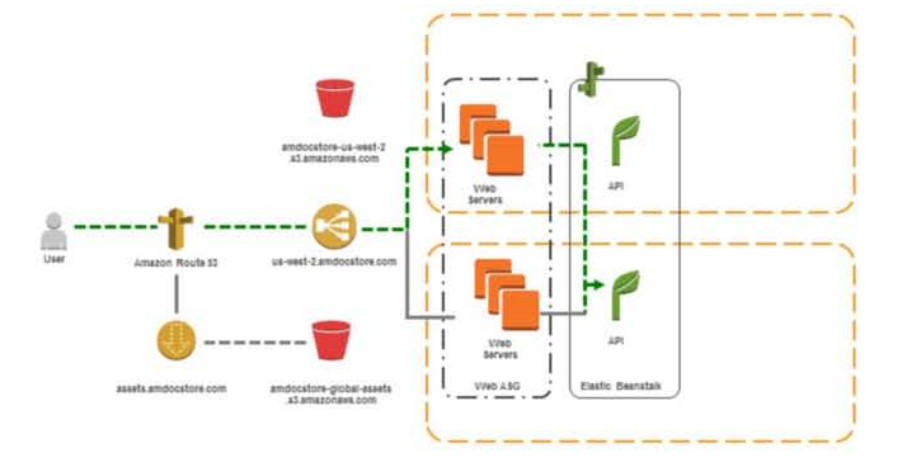 amdocstore-us-west-2
.s3.amazonaws.com
Web
Servers
API
User
Amazon Route 53
us-west-2.amdocstore.com
Web
Servers
API
assets.amdocstore.com
amdocstore-global-assets
.s3.amazonaws.com
Web ASG
Elastic Beanstalk